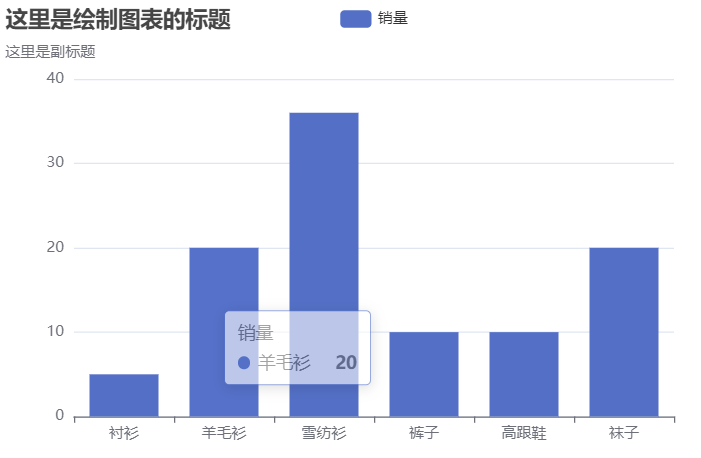 这里是绘制图表的标题
销量
这里是副标题
40
30
20
10
0
销量
羊毛衫 20
衬衫 羊毛衫 雪纺衫 裤子 高跟鞋 袜子